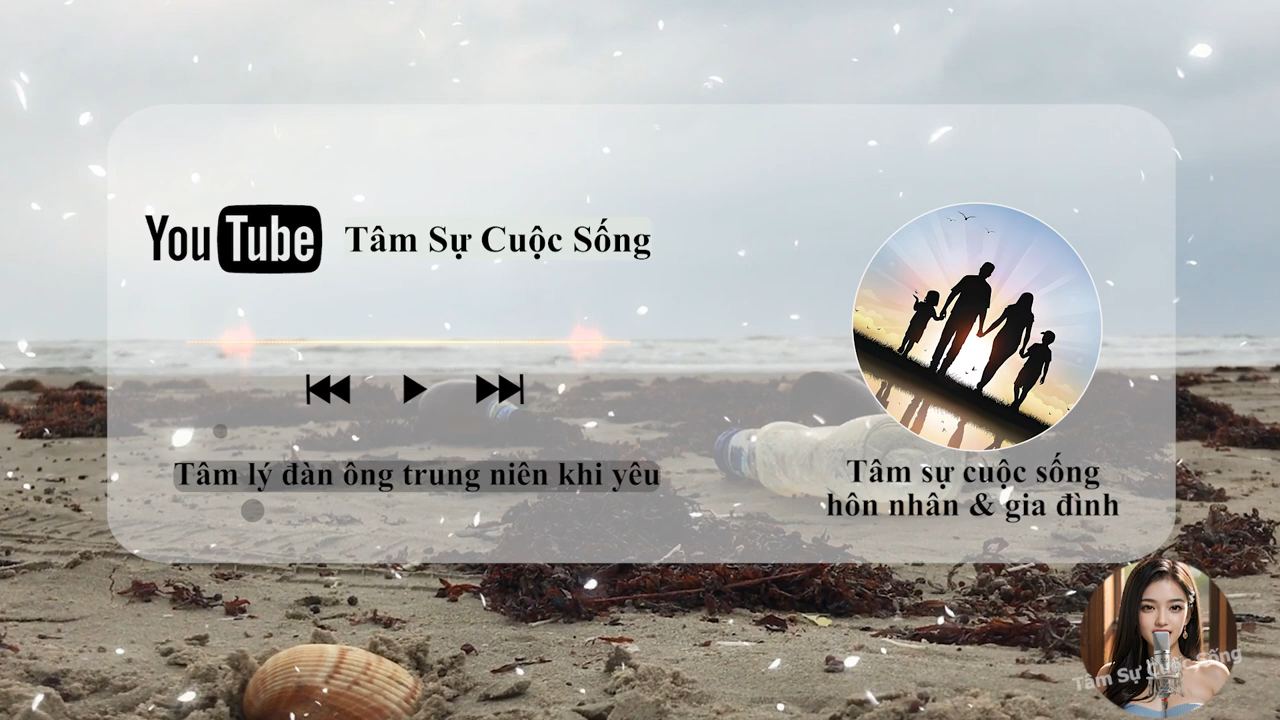 YouTube
Tâm Sự Cuộc Sống
Tâm lý đàn ông trung niên khi yêu
Tâm sự cuộc sống
hôn nhân & gia đình
Tâm Sự Cuộc Sống